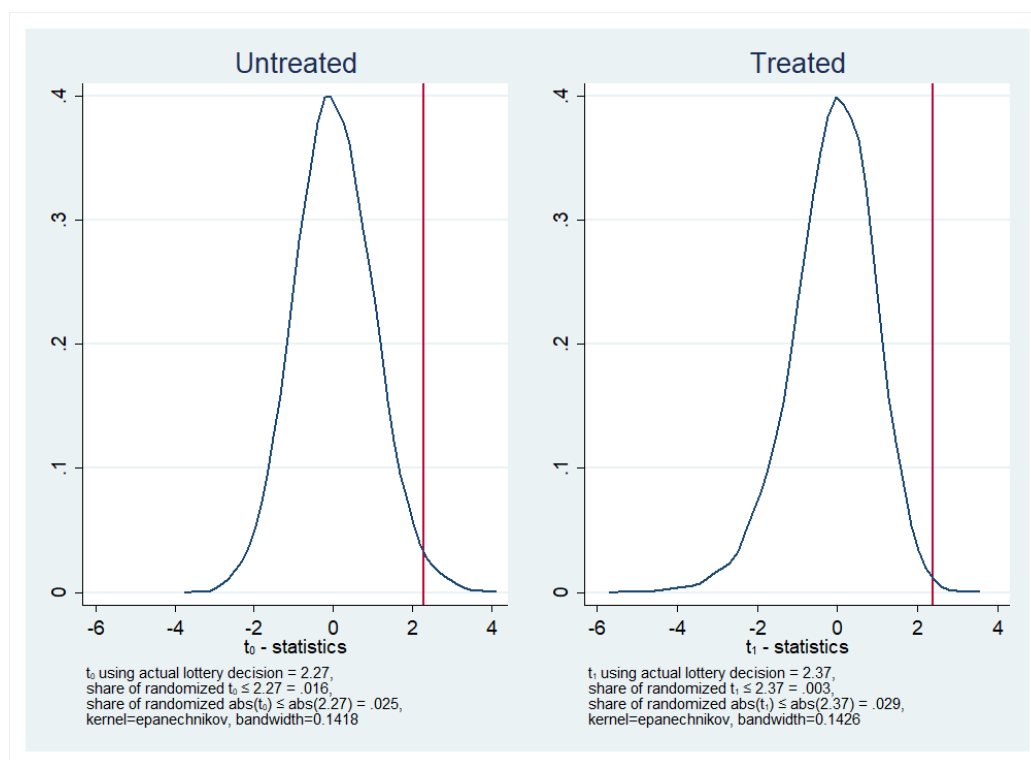 Untreated
.4
.3
.2
.1
0
-6 -4 -2 0 2 4
t₀ - statistics
t₀ using actual lottery decision = 2.27,
share of randomized t₀ ≤ 2.27 = .016,
share of randomized abs(t₀) ≤ abs(2.27) = .025,
kernel=epanechnikov, bandwidth=0.1418
Treated
.4
.3
.2
.1
0
-6 -4 -2 0 2 4
t₁ - statistics
t₁ using actual lottery decision = 2.37,
share of randomized t₁ ≤ 2.37 = .003,
share of randomized abs(t₁) ≤ abs(2.37) = .029,
kernel=epanechnikov, bandwidth=0.1426